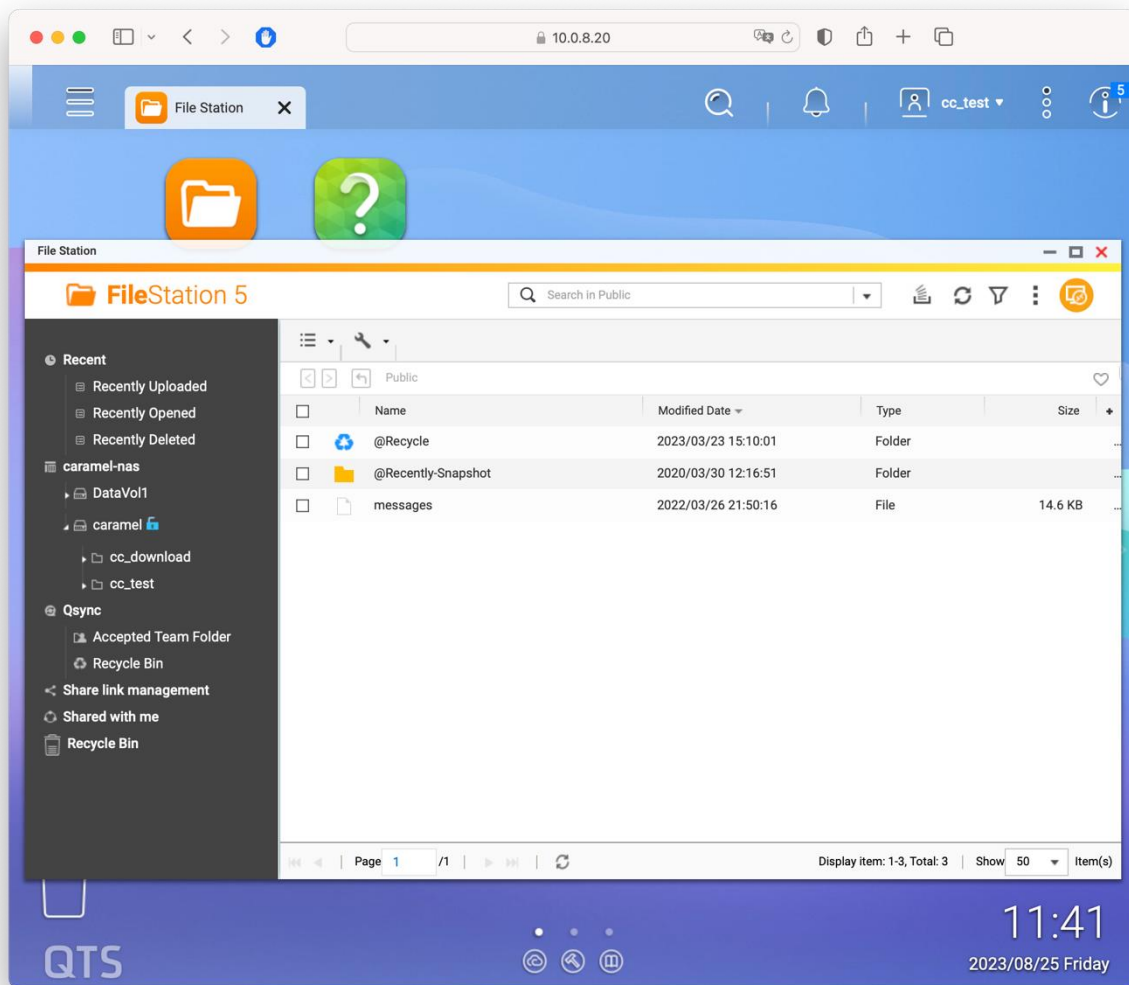 10.0.8.20
File Station
cc_test
5
File Station
FileStation 5
Search in Public
Recent
Recently Uploaded
Recently Opened
Recently Deleted
caramel-nas
DataVol1
caramel
cc_download
cc_test
Qsync
Accepted Team Folder
Recycle Bin
Share link management
Shared with me
Recycle Bin
Public
Name Modified Date Type Size
@Recycle 2023/03/23 15:10:01 Folder ...
@Recently-Snapshot 2020/03/30 12:16:51 Folder ...
messages 2022/03/26 21:50:16 File 14.6 KB ...
Page 1 /1 Display item: 1-3, Total: 3 Show 50 Item(s)
11:41
QTS
2023/08/25 Friday